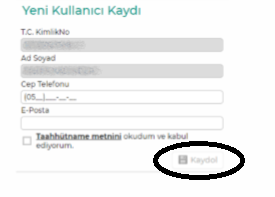 Yeni Kullanıcı Kaydı
T.C. KimlikNo
Ad Soyad
Cep Telefonu
(05__)___-__-__
E-Posta
Taahhütname metnini okudum ve kabul
ediyorum.
Kaydol